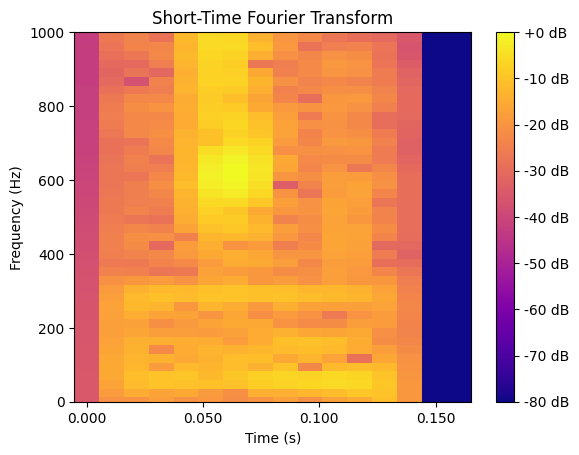 Short-Time Fourier Transform
1000
800
600
400
200
0
Frequency (Hz)
0.000
0.050
0.100
0.150
Time (s)
+0 dB
-10 dB
-20 dB
-30 dB
-40 dB
-50 dB
-60 dB
-70 dB
-80 dB